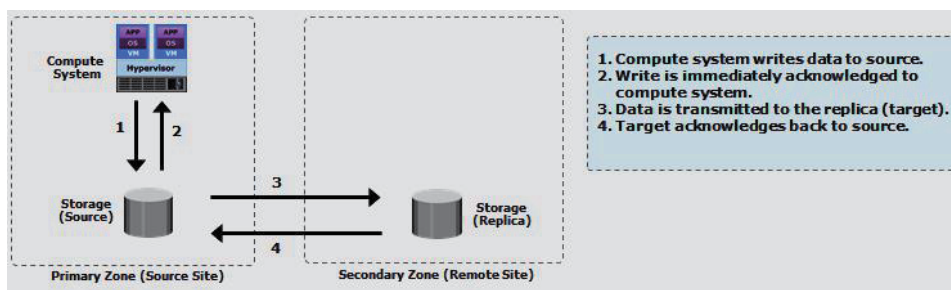 APP APP
OS OS
VM VM
Hypervisor
Compute
System
1
2
Storage
(Source)
3
4
Storage
(Replica)
Primary Zone (Source Site)
Secondary Zone (Remote Site)
1. Compute system writes data to source.
2. Write is immediately acknowledged to
compute system.
3. Data is transmitted to the replica (target).
4. Target acknowledges back to source.